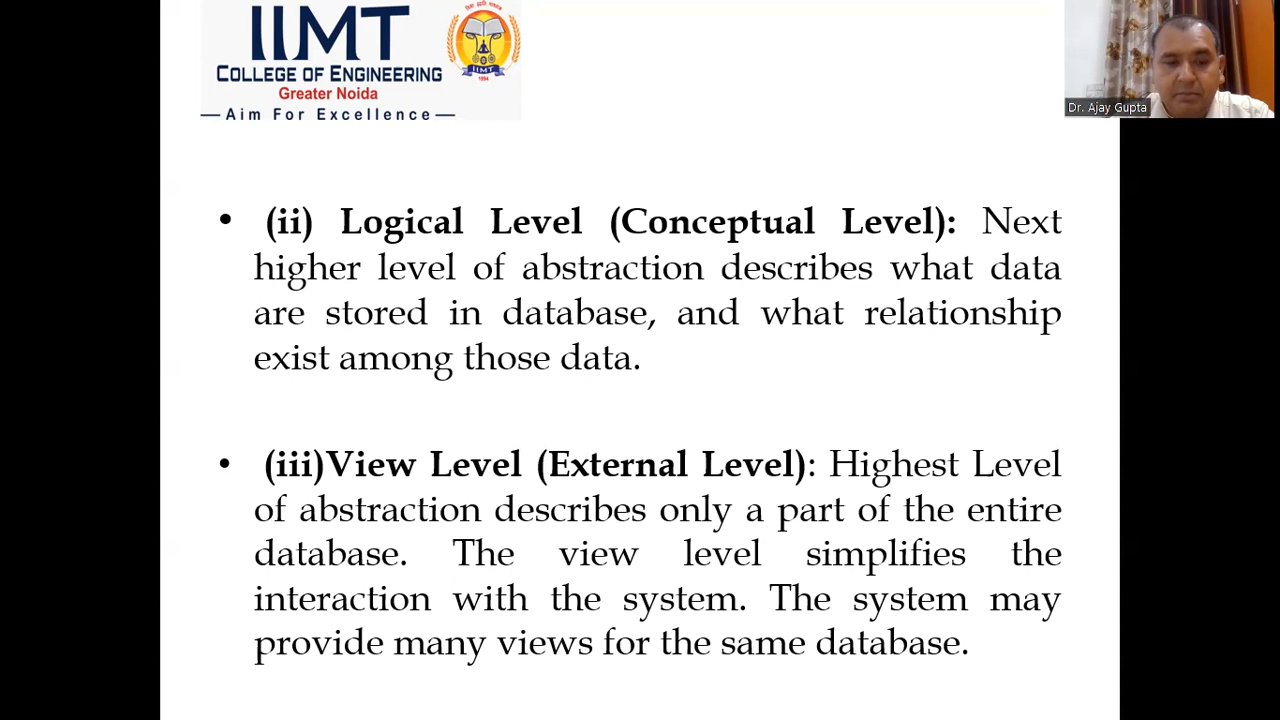 IIMT
COLLEGE OF ENGINEERING
Greater Noida
—Aim For Excellence—
IIMT
1994
Dr. Ajay Gupta
• (ii) Logical Level (Conceptual Level): Next
higher level of abstraction describes what data
are stored in database, and what relationship
exist among those data.
• (iii)View Level (External Level): Highest Level
of abstraction describes only a part of the entire
database. The view level simplifies the
interaction with the system. The system may
provide many views for the same database.